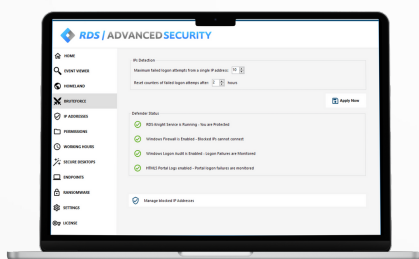 RDS / ADVANCED SECURITY
HOME
EVENT VIEWER
HOMELAND
BRUTEFORCE
IP ADDRESSES
PERMISSIONS
WORKING HOURS
SECURE DESKTOPS
ENDPOINTS
RANSOMWARE
SETTINGS
LICENSE
IPs Detection
Maximum failed logon attempts from a single IP address: 10
Reset counters of failed logon attempts after: 2 hours
Apply Now
Defender Status
RDS-Knight Service is Running - You are Protected
Windows Firewall is Enabled - Blocked IPs cannot connect
Windows Logon Audit is Enabled - Logon Failures are Monitored
HTML5 Portal Logs enabled - Portal logon failures are monitored.
Manage blocked IP Addresses